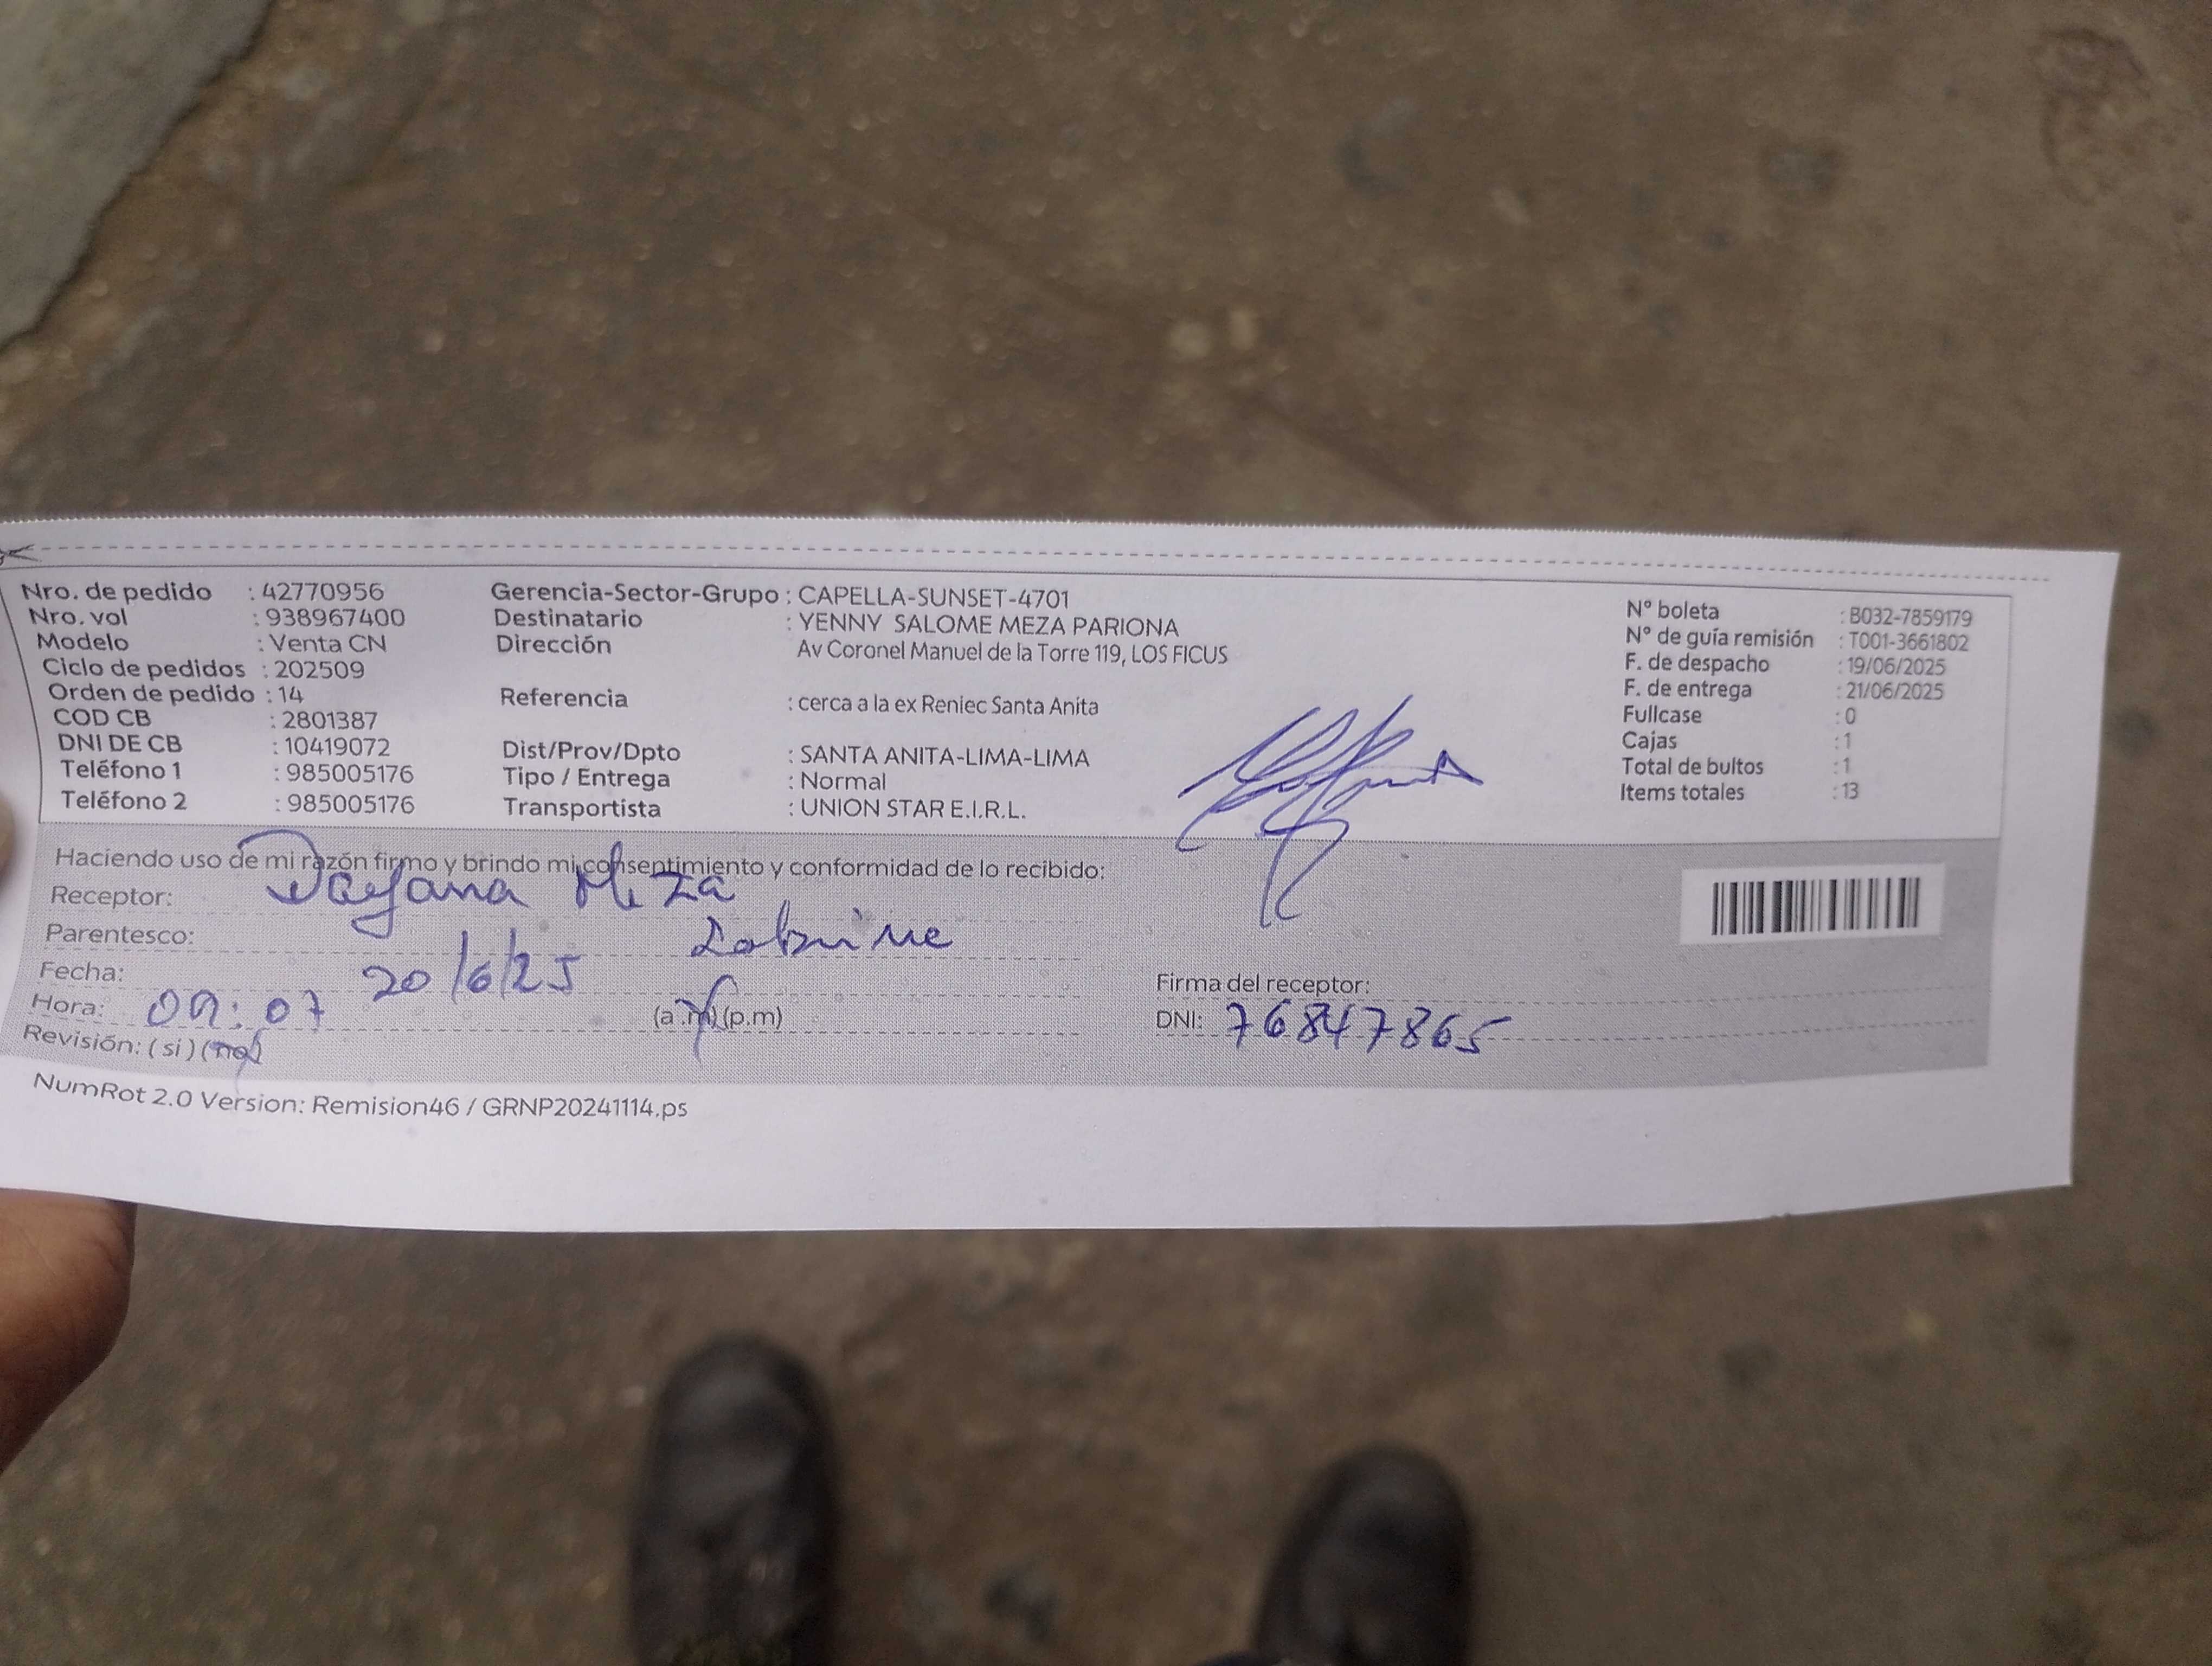 Nro. de pedido : 42770956
Nro. vol : 938967400
Modelo : Venta CN
Ciclo de pedidos : 202509
Orden de pedido : 14
COD CB : 2801387
DNI DE CB : 10419072
Teléfono 1 : 985005176
Teléfono 2 : 985005176
Gerencia-Sector-Grupo : CAPELLA-SUNSET-4701
Destinatario : YENNY SALOME MEZA PARIONA
Dirección Av Coronel Manuel de la Torre 119, LOS FICUS
Referencia : cerca a la ex Reniec Santa Anita
Dist/Prov/Dpto : SANTA ANITA-LIMA-LIMA
Tipo / Entrega : Normal
Transportista : UNION STAR E.I.R.L.
N° boleta : B032-7859179
N° de guía remisión : T001-3661802
F. de despacho : 19/06/2025
F. de entrega : 21/06/2025
Fullcase : 0
Cajas : 1
Total de bultos : 1
Items totales : 13
Haciendo uso de mi razón firmo y brindo mi consentimiento y conformidad de lo recibido:
Receptor: Dayana Meza
Parentesco:
Fecha: 20/6/25
Hora: 09:07 (a.m) (p.m)
Revisión: (si) (no)
Firma del receptor:
DNI: 76847865
NumRot 2.0 Version: Remision46 / GRNP20241114.ps